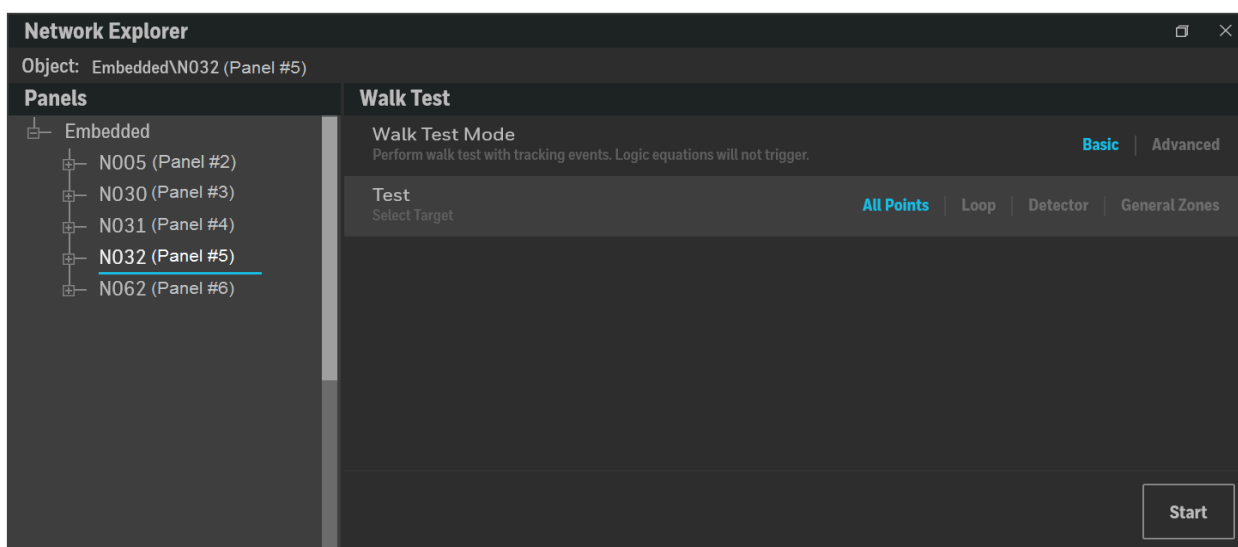 Network Explorer
Object: Embedded\N032 (Panel #5)
Panels
Embedded
N005 (Panel #2)
N030 (Panel #3)
N031 (Panel #4)
N032 (Panel #5)
N062 (Panel #6)
Walk Test
Walk Test Mode
Perform walk test with tracking events. Logic equations will not trigger.
Basic | Advanced
Test
Select Target
All Points | Loop | Detector | General Zones
Start